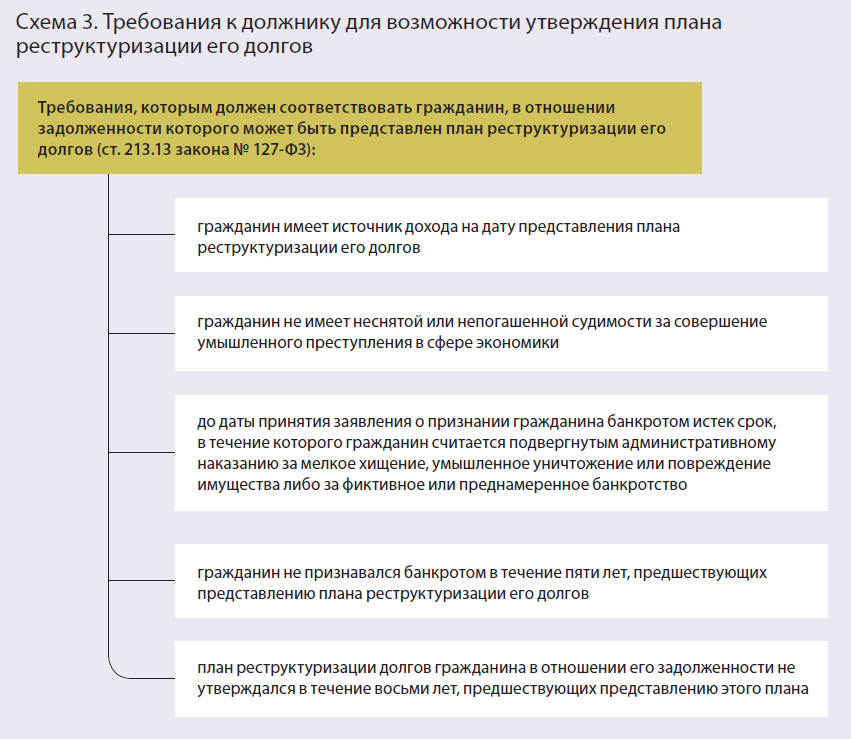 Схема 3. Требования к должнику для возможности утверждения плана
реструктуризации его долгов
Требования, которым должен соответствовать гражданин, в отношении
задолженности которого может быть представлен план реструктуризации его
долгов (ст. 213.13 закона № 127-ФЗ):
гражданин имеет источник дохода на дату представления плана
реструктуризации его долгов
гражданин не имеет неснятой или непогашенной судимости за совершение
умышленного преступления в сфере экономики
до даты принятия заявления о признании гражданина банкротом истек срок,
в течение которого гражданин считается подвергнутым административному
наказанию за мелкое хищение, умышленное уничтожение или повреждение
имущества либо за фиктивное или преднамеренное банкротство
гражданин не признавался банкротом в течение пяти лет, предшествующих
представлению плана реструктуризации его долгов
план реструктуризации долгов гражданина в отношении его задолженности не
утверждался в течение восьми лет, предшествующих представлению этого плана